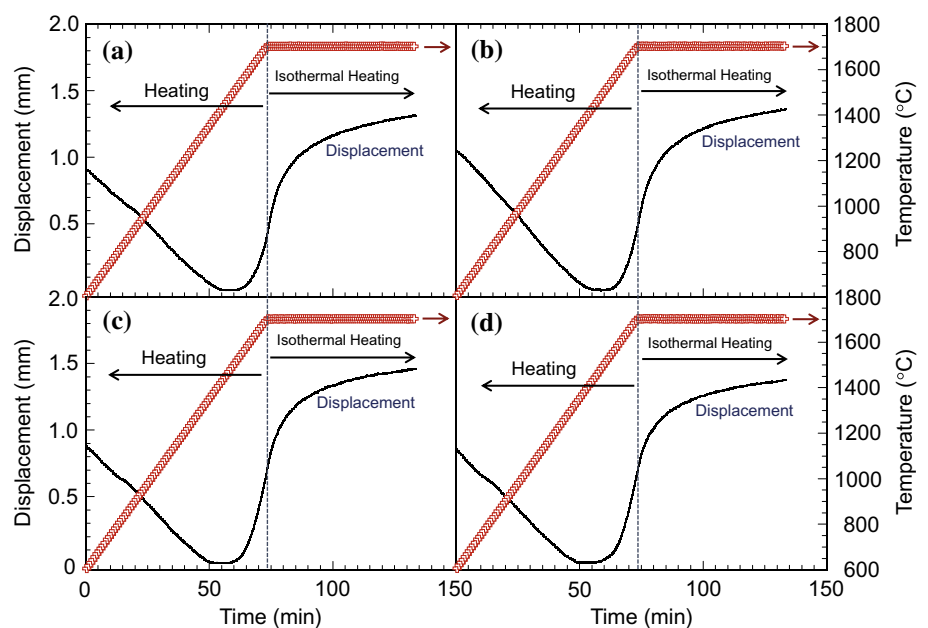 2.0 (a) (b) 1800
Isothermal Heating Isothermal Heating
Heating Heating
1.5 1600
1400
1.0 Displacement Displacement 1200
0.5 1000
800
Displacement (mm)
Temperature (°C)
2.0 (c) (d) 1800
Isothermal Heating Isothermal Heating
Heating Heating
1.5 1600
1400
Displacement Displacement
1.0 1200
0.5 1000
800
0 600
Displacement (mm)
Temperature (°C)
0 50 100 150 50 100 150
Time (min) Time (min)